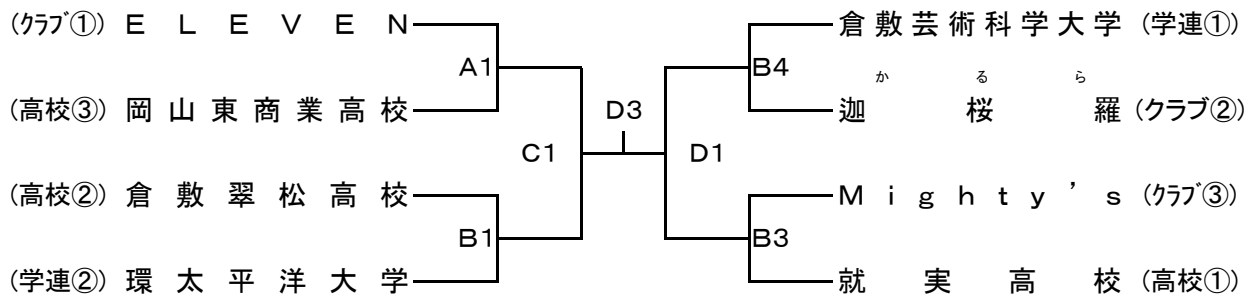 (クラブ①) ＥＬＥＶＥＮ
A1
(高校③) 岡山東商業高校
C1
(高校②) 倉敷翠松高校
B1
(学連②) 環太平洋大学
D3
倉敷芸術科学大学 (学連①)
B4
か る ら
迦桜羅 (クラブ②)
D1
Ｍｉｇｈｔｙ’ｓ (クラブ③)
B3
就実高校 (高校①)